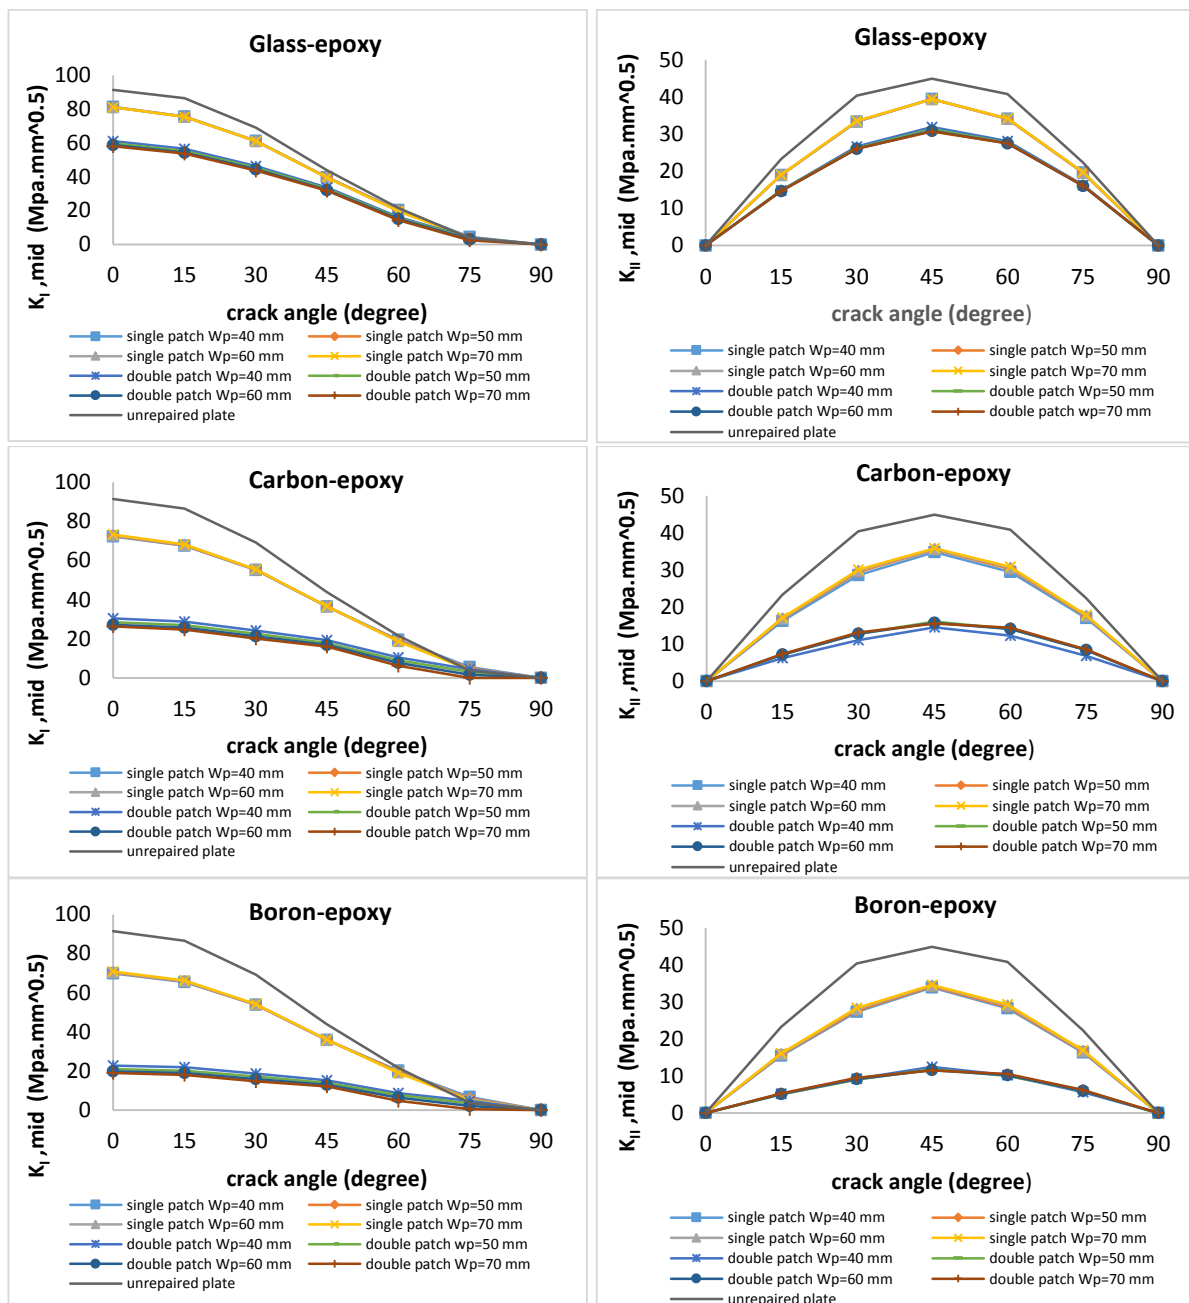 Glass-epoxy
K_I ,mid (Mpa.mm^0.5)
100
80
60
40
20
0
0 15 30 45 60 75 90
crack angle (degree)
single patch Wp=40 mm single patch Wp=50 mm
single patch Wp=60 mm single patch Wp=70 mm
double patch Wp=40 mm double patch Wp=50 mm
double patch Wp=60 mm double patch Wp=70 mm
unrepaired plate
Glass-epoxy
K_II ,mid (Mpa.mm^0.5)
50
40
30
20
10
0
0 15 30 45 60 75 90
crack angle (degree)
single patch Wp=40 mm single patch Wp=50 mm
single patch Wp=60 mm single patch Wp=70 mm
double patch Wp=40 mm double patch Wp=50 mm
double patch Wp=60 mm double patch wp=70 mm
unrepaired plate
Carbon-epoxy
K_I ,mid (Mpa.mm^0.5)
100
80
60
40
20
0
0 15 30 45 60 75 90
crack angle (degree)
single patch Wp=40 mm single patch Wp=50 mm
single patch Wp=60 mm single patch Wp=70 mm
double patch Wp=40 mm double patch Wp=50 mm
double patch Wp=60 mm double patch Wp=70 mm
unrepaired plate
Carbon-epoxy
K_II ,mid (Mpa.mm^0.5)
50
40
30
20
10
0
0 15 30 45 60 75 90
crack angle (degree)
single patch Wp=40 mm single patch Wp=50 mm
single patch Wp=60 mm single patch Wp=70 mm
double patch Wp=40 mm double patch Wp=50 mm
double patch Wp=60 mm double patch Wp=70 mm
unrepaired plate
Boron-epoxy
K_I ,mid (Mpa.mm^0.5)
100
80
60
40
20
0
0 15 30 45 60 75 90
crack angle (degree)
single patch Wp=40 mm single patch Wp=50 mm
single patch Wp=60 mm single patch Wp=70 mm
double patch Wp=40 mm double patch wp=50 mm
double patch Wp=60 mm double patch Wp=70 mm
unrepaired plate
Boron-epoxy
K_II ,mid (Mpa.mm^0.5)
50
40
30
20
10
0
0 15 30 45 60 75 90
crack angle (degree)
single patch Wp=40 mm single patch Wp=50 mm
single patch Wp=60 mm single patch Wp=70 mm
double patch Wp=40 mm double patch Wp=50 mm
double patch Wp=60 mm double patch Wp=70 mm
unrepaired plate